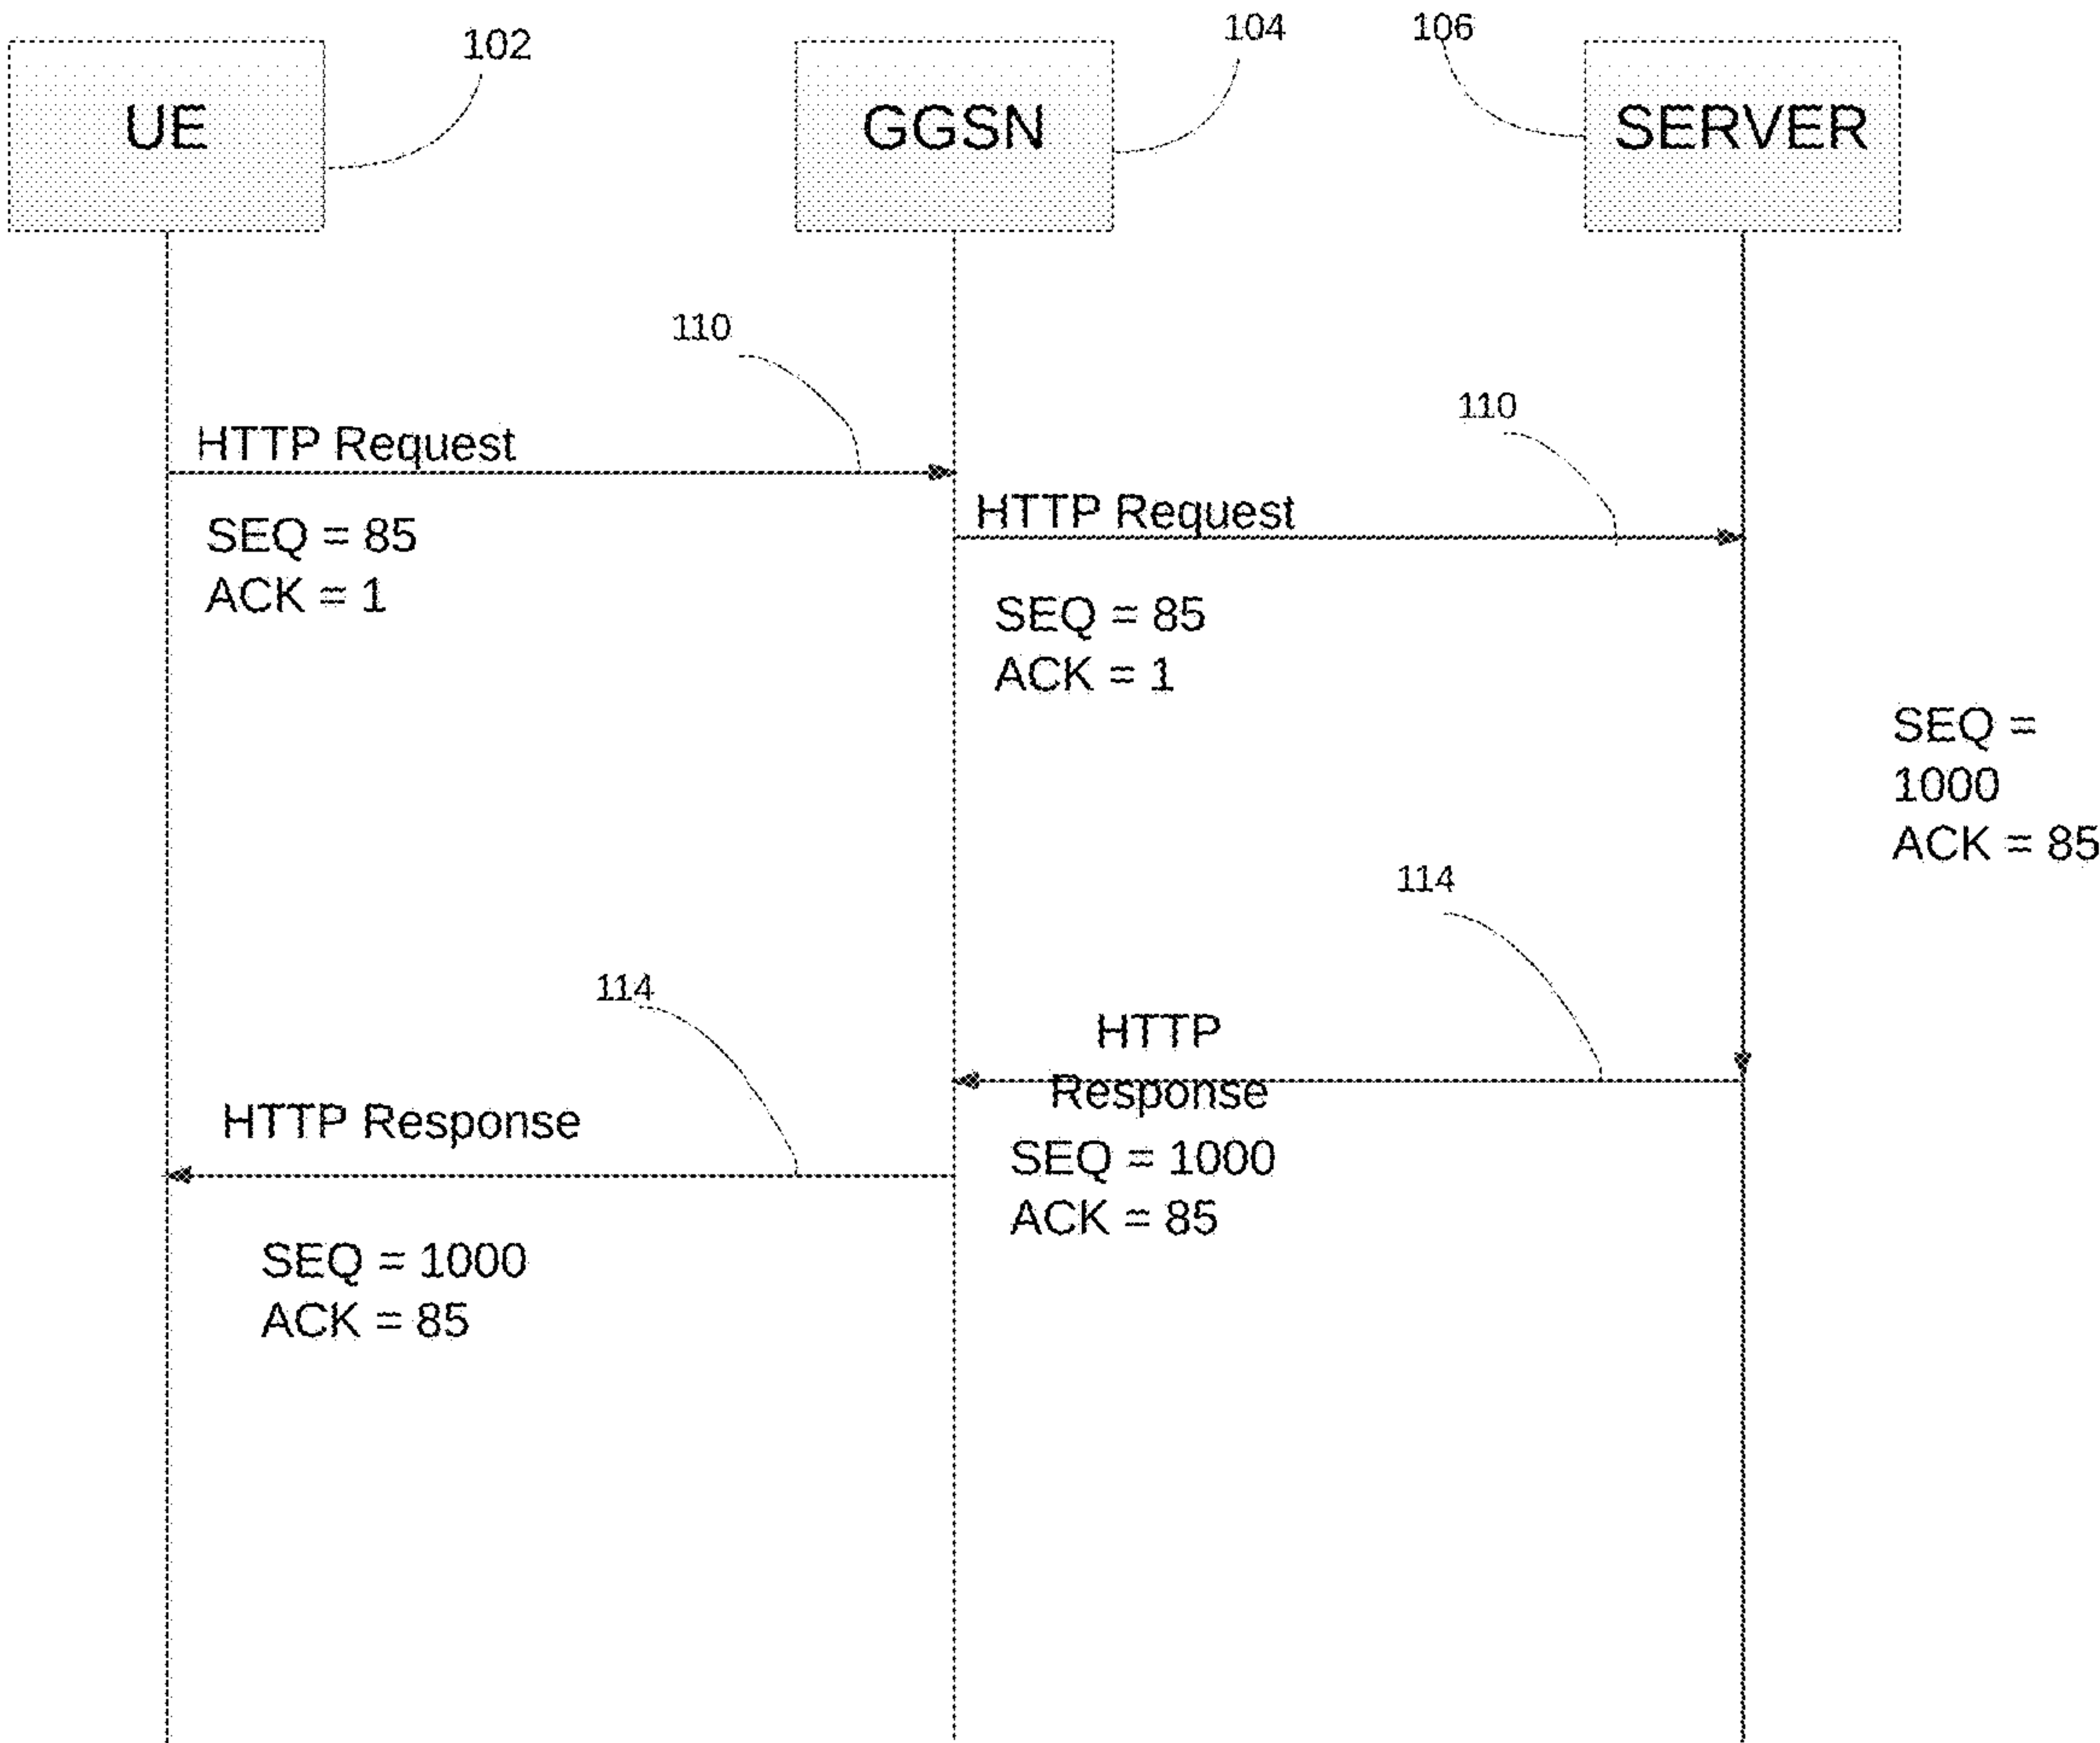 102
104
106
UE
GGSN
SERVER
110
110
HTTP Request
HTTP Request
SEQ = 85
ACK = 1
SEQ = 85
ACK = 1
SEQ =
1000
ACK = 85
114
114
HTTP
Response
HTTP Response
SEQ = 1000
ACK = 85
SEQ = 1000
ACK = 85